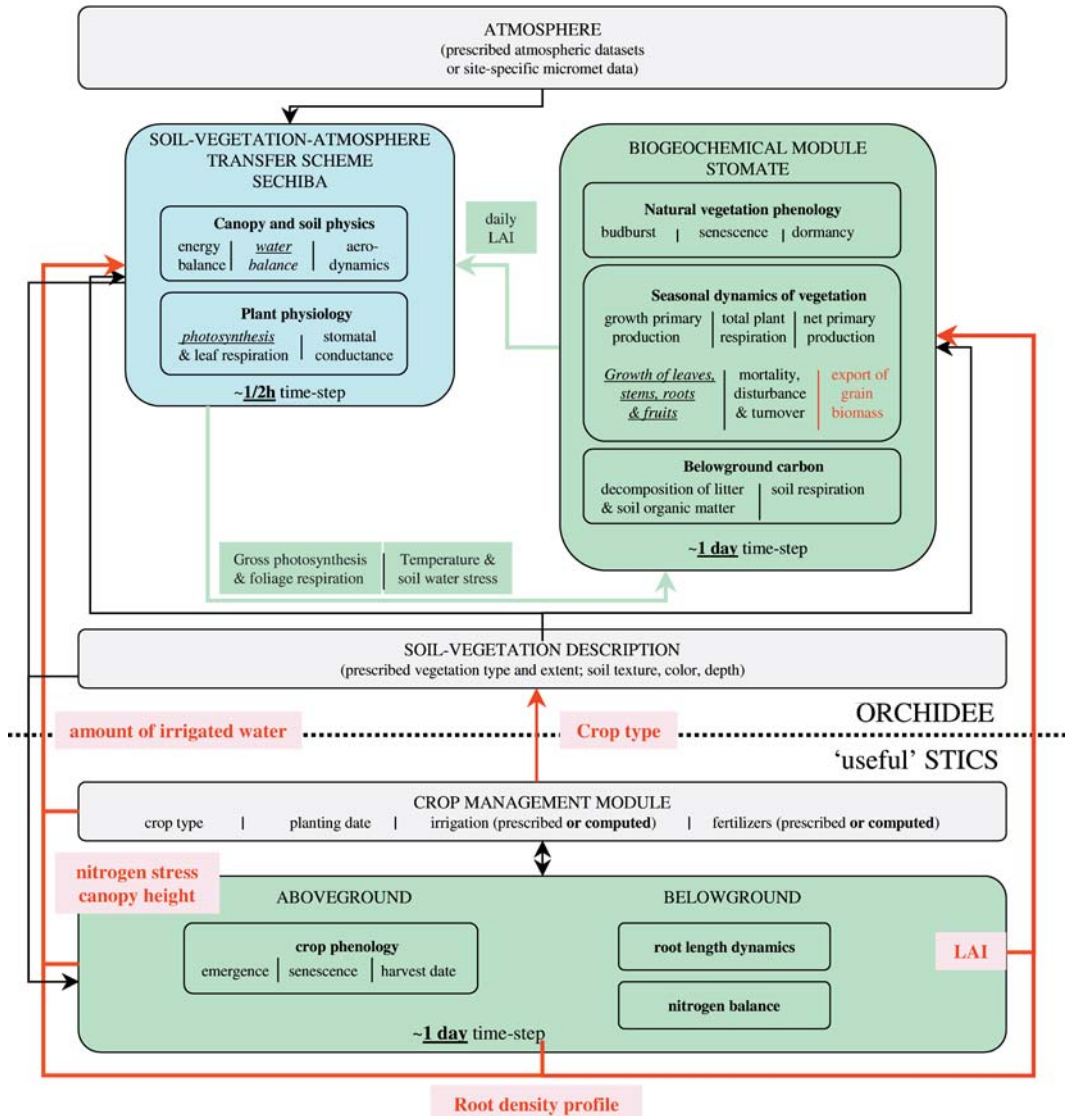 ATMOSPHERE
(prescribed atmospheric datasets
or site-specific micromet data)
SOIL-VEGETATION-ATMOSPHERE
TRANSFER SCHEME
SECHIBA
Canopy and soil physics
energy balance | water balance | aero-dynamics
Plant physiology
photosynthesis & leaf respiration | stomatal conductance
~1/2h time-step
daily
LAI
BIOGEOCHEMICAL MODULE
STOMATE
Natural vegetation phenology
budburst | senescence | dormancy
Seasonal dynamics of vegetation
growth primary production | total plant respiration | net primary production
Growth of leaves, stems, roots & fruits | mortality, disturbance & turnover | export of grain biomass
Belowground carbon
decomposition of litter & soil organic matter | soil respiration
~1 day time-step
Gross photosynthesis & foliage respiration | Temperature & soil water stress
SOIL-VEGETATION DESCRIPTION
(prescribed vegetation type and extent; soil texture, color, depth)
amount of irrigated water
Crop type
ORCHIDEE
'useful' STICS
CROP MANAGEMENT MODULE
crop type | planting date | irrigation (prescribed or computed) | fertilizers (prescribed or computed)
nitrogen stress
canopy height
ABOVEGROUND
crop phenology
emergence | senescence | harvest date
BELOWGROUND
root length dynamics
nitrogen balance
LAI
~1 day time-step
Root density profile